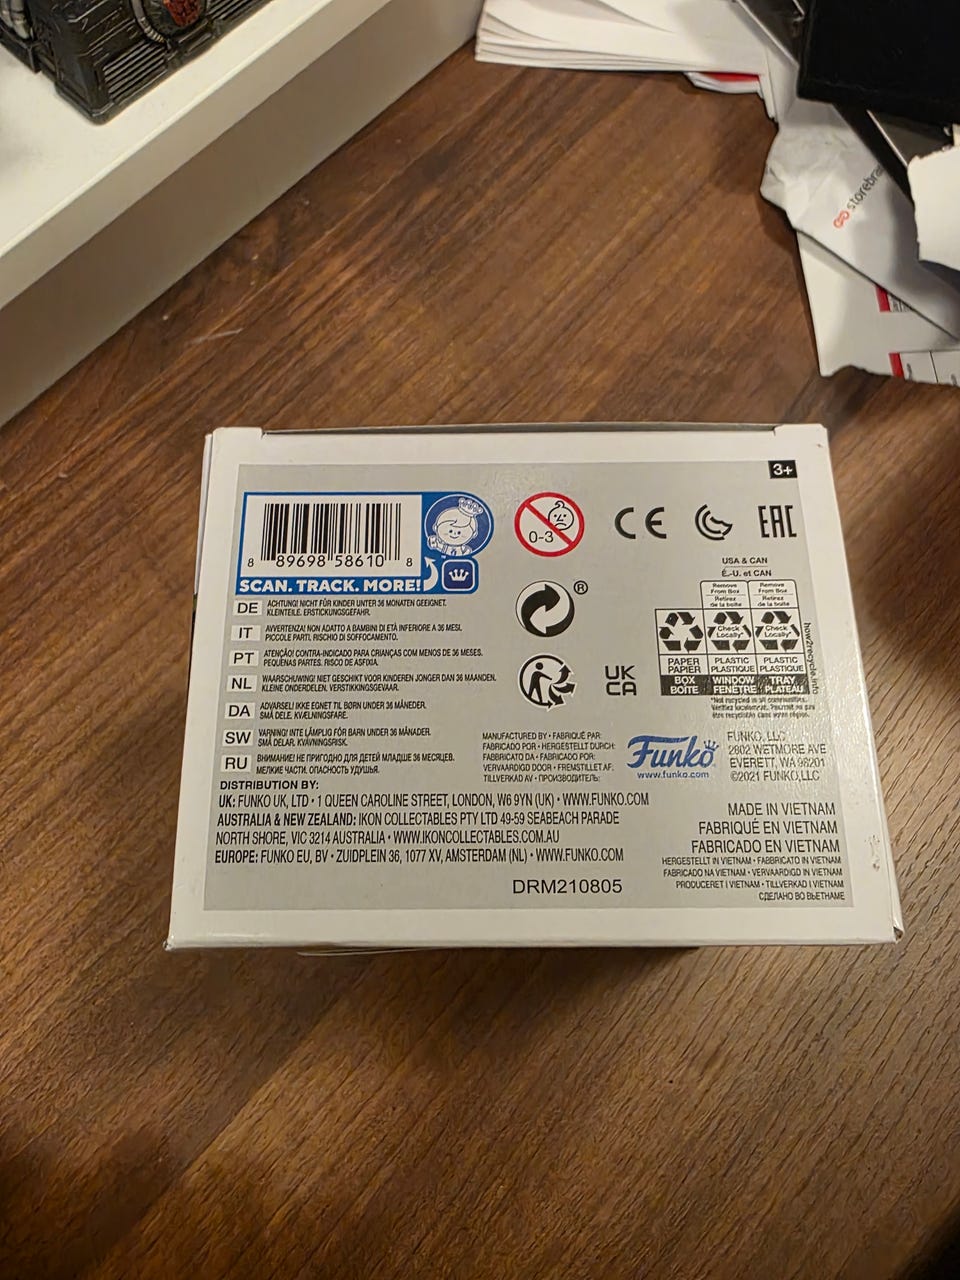 storebra
3+
8 89698 58610 8
SCAN. TRACK. MORE!
0-3
CE
EAC
®
UK
CA
USA & CAN
É.-U. et CAN
Remove From Box
Retirez de la boîte
Remove From Box
Retirez de la boîte
Check Locally*
Check Locally*
PAPER
PAPIER
PLASTIC
PLASTIQUE
PLASTIC
PLASTIQUE
BOX
BOÎTE
WINDOW
FENÊTRE
TRAY
PLATEAU
*Not recycled in all communities.
how2recycle.info
DE ACHTUNG! NICHT FÜR KINDER UNTER 36 MONATEN GEEIGNET.
KLEINTEILE. ERSTICKUNGSGEFAHR.
IT AVVERTENZA! NON ADATTO A BAMBINI DI ETÀ INFERIORE A 36 MESI.
PICCOLE PARTI. RISCHIO DI SOFFOCAMENTO.
PT ATENÇÃO! CONTRA-INDICADO PARA CRIANÇAS COM MENOS DE 36 MESES.
PEQUENAS PARTES. RISCO DE ASFIXIA.
NL WAARSCHUWING! NIET GESCHIKT VOOR KINDEREN JONGER DAN 36 MAANDEN.
KLEINE ONDERDELEN. VERSTIKKINGSGEVAAR.
DA ADVARSEL! IKKE EGNET TIL BØRN UNDER 36 MÅNEDER.
SMÅ DELE. KVÆLNINGSFARE.
SW VARNING! INTE LÄMPLIG FÖR BARN UNDER 36 MÅNADER.
SMÅ DELAR. KVÄVNINGSRISK.
RU ВНИМАНИЕ! НЕ ПРИГОДНО ДЛЯ ДЕТЕЙ МЛАДШЕ 36 МЕСЯЦЕВ.
МЕЛКИЕ ЧАСТИ. ОПАСНОСТЬ УДУШЬЯ.
MANUFACTURED BY • FABRIQUÉ PAR:
FABRICADO POR • HERGESTELLT DURCH:
FABBRICATO DA • FABRICADO POR:
VERVAARDIGD DOOR • FREMSTILLET AF:
TILLVERKAD AV • ПРОИЗВОДИТЕЛЬ:
Funko
www.funko.com
FUNKO, LLC
2802 WETMORE AVE
EVERETT, WA 98201
©2021 FUNKO, LLC
DISTRIBUTION BY:
UK: FUNKO UK, LTD • 1 QUEEN CAROLINE STREET, LONDON, W6 9YN (UK) • WWW.FUNKO.COM
AUSTRALIA & NEW ZEALAND: IKON COLLECTABLES PTY LTD 49-59 SEABEACH PARADE
NORTH SHORE, VIC 3214 AUSTRALIA • WWW.IKONCOLLECTABLES.COM.AU
EUROPE: FUNKO EU, BV • ZUIDPLEIN 36, 1077 XV, AMSTERDAM (NL) • WWW.FUNKO.COM
DRM210805
MADE IN VIETNAM
FABRIQUÉ EN VIETNAM
FABRICADO EN VIETNAM
HERGESTELLT IN VIETNAM • FABBRICATO IN VIETNAM
FABRICADO NA VIETNAM • VERVAARDIGD IN VIETNAM
PRODUCERET I VIETNAM • TILLVERKAD I VIETNAM
СДЕЛАНО ВО ВЬЕТНАМЕ